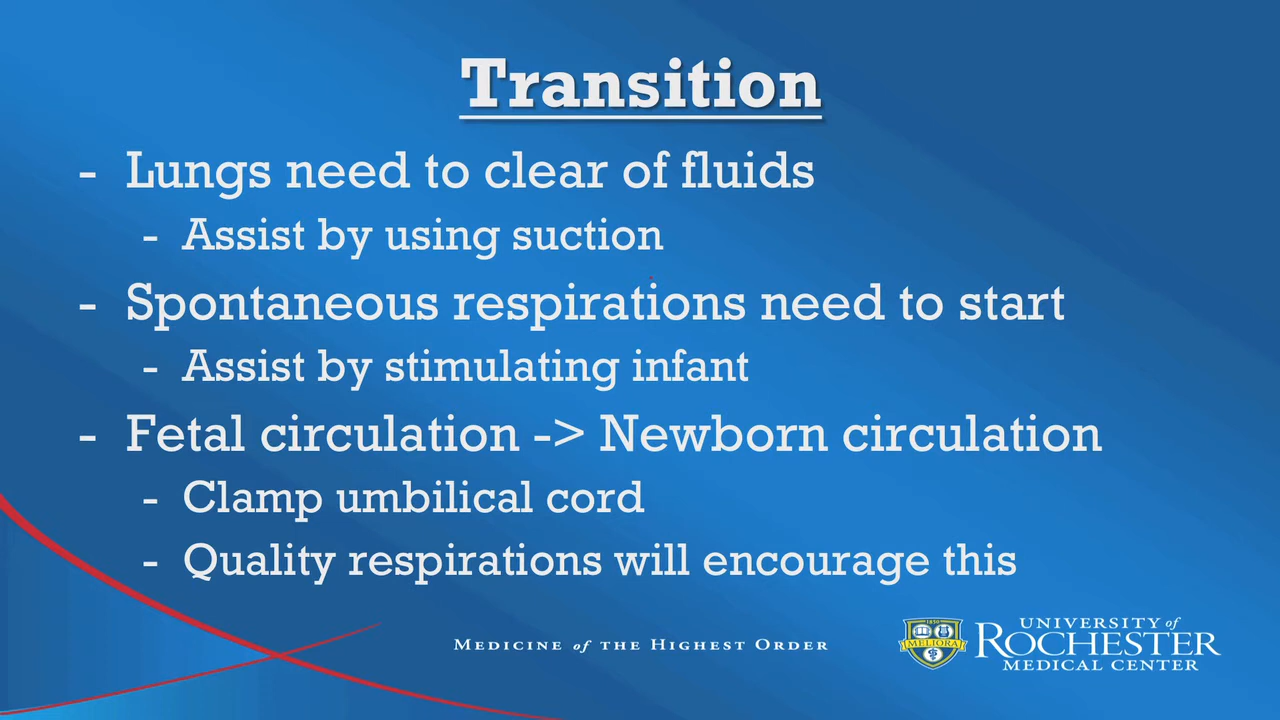 Transition
- Lungs need to clear of fluids
- Assist by using suction
- Spontaneous respirations need to start
- Assist by stimulating infant
- Fetal circulation -> Newborn circulation
- Clamp umbilical cord
- Quality respirations will encourage this
MEDICINE of THE HIGHEST ORDER
1850
MELIORA
UNIVERSITY of
ROCHESTER
MEDICAL CENTER